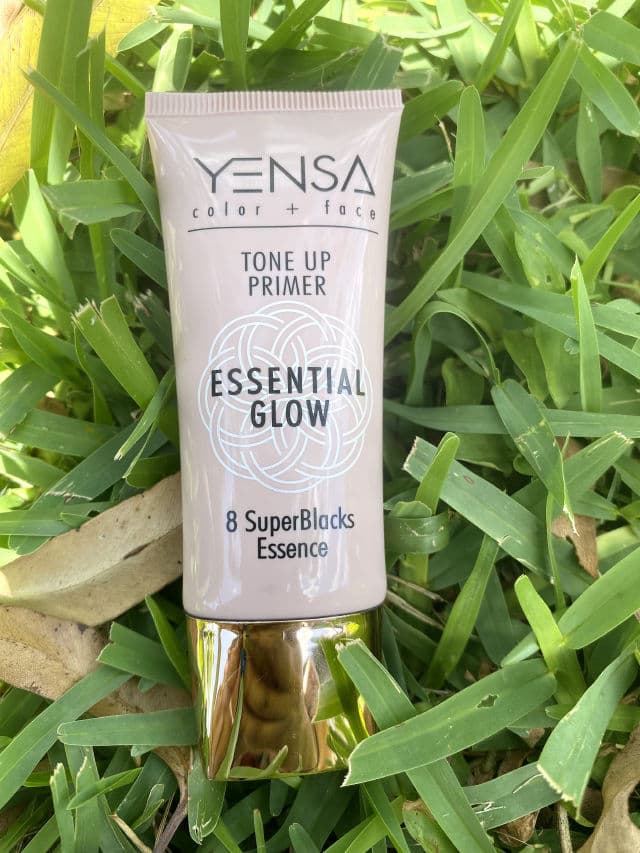 YENSA
color + face
TONE UP
PRIMER
ESSENTIAL
GLOW
8 SuperBlacks
Essence